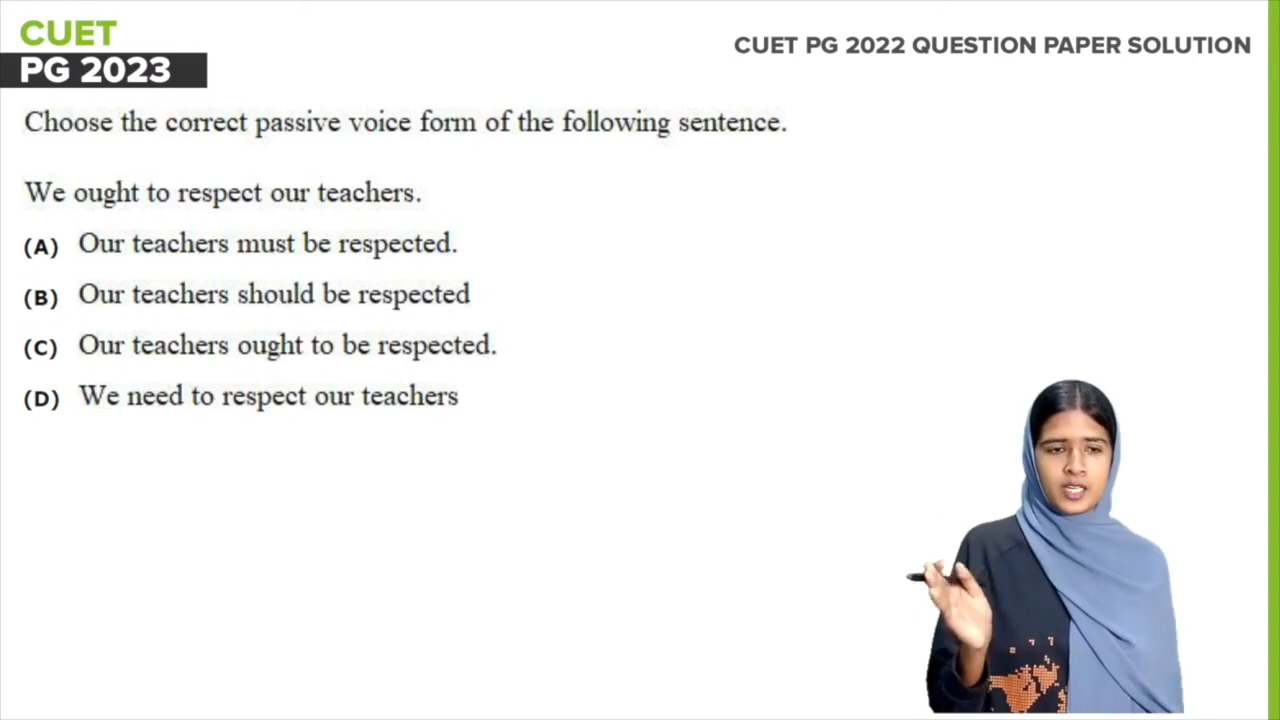 CUET
PG 2023
CUET PG 2022 QUESTION PAPER SOLUTION
Choose the correct passive voice form of the following sentence.
We ought to respect our teachers.
(A) Our teachers must be respected.
(B) Our teachers should be respected
(C) Our teachers ought to be respected.
(D) We need to respect our teachers